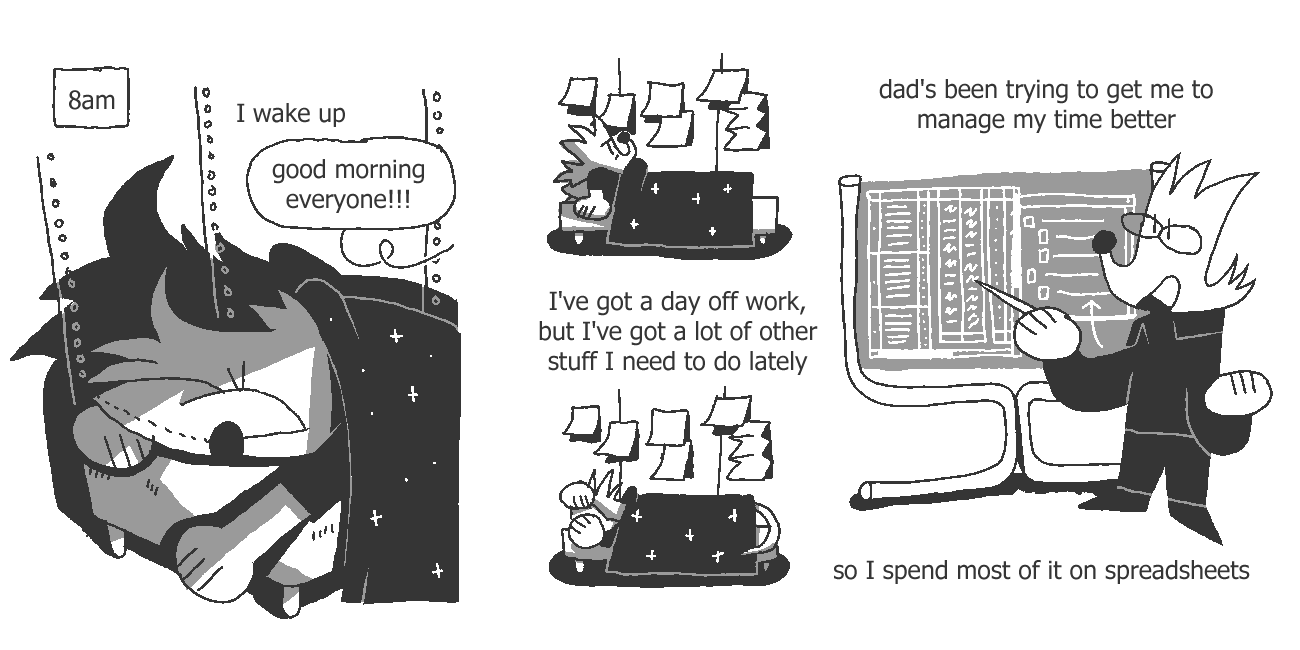 8am
I wake up
good morning
everyone!!!
I've got a day off work,
but I've got a lot of other
stuff I need to do lately
dad's been trying to get me to
manage my time better
so I spend most of it on spreadsheets